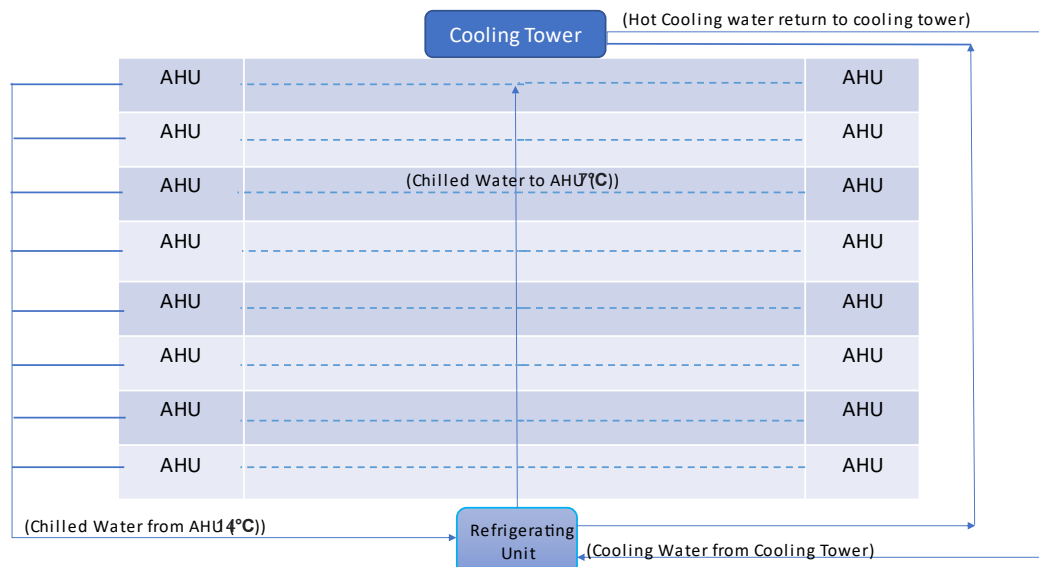 (Hot Cooling water return to cooling tower)
Cooling Tower
AHU AHU
AHU AHU
AHU AHU
(Chilled Water to AHU (7°C))
AHU AHU
AHU AHU
AHU AHU
AHU AHU
AHU AHU
(Chilled Water from AHU (14°C))
Refrigerating
Unit
(Cooling Water from Cooling Tower)